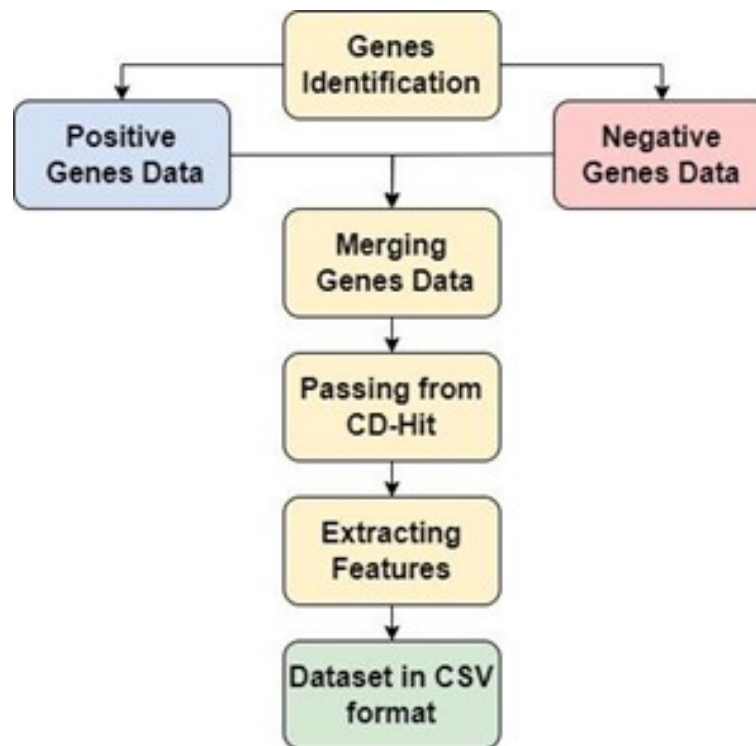 Genes
Identification
Positive
Genes Data
Negative
Genes Data
Merging
Genes Data
Passing from
CD-Hit
Extracting
Features
Dataset in CSV
format